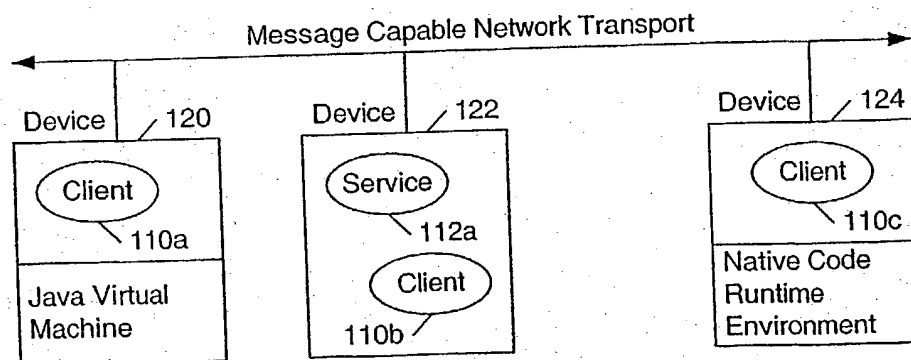 Message Capable Network Transport
Device
120
Client
110a
Java Virtual
Machine
Device
122
Service
112a
Client
110b
Device
124
Client
110c
Native Code
Runtime
Environment